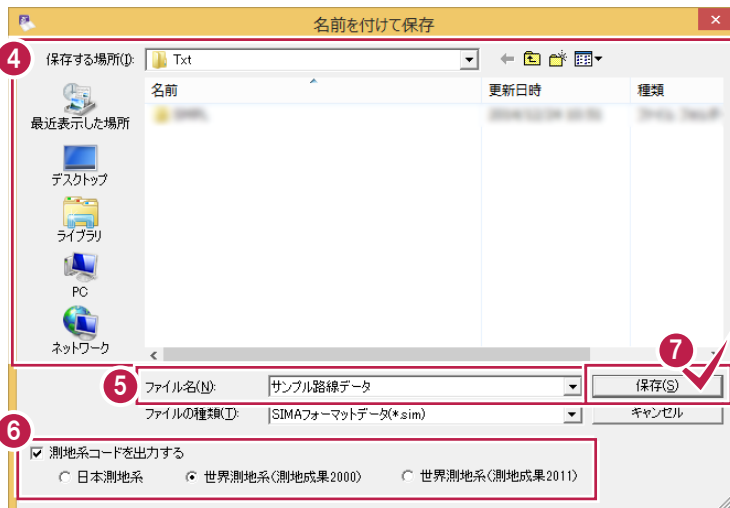 名前を付けて保存
4
保存する場所(I):
Txt
名前
更新日時
種類
最近表示した場所
デスクトップ
ライブラリ
PC
ネットワーク
7
5
ファイル名(N):
サンプル路線データ
保存(S)
ファイルの種類(T):
SIMAフォーマットデータ(*.sim)
キャンセル
6
測地系コードを出力する
日本測地系
世界測地系(測地成果2000)
世界測地系(測地成果2011)